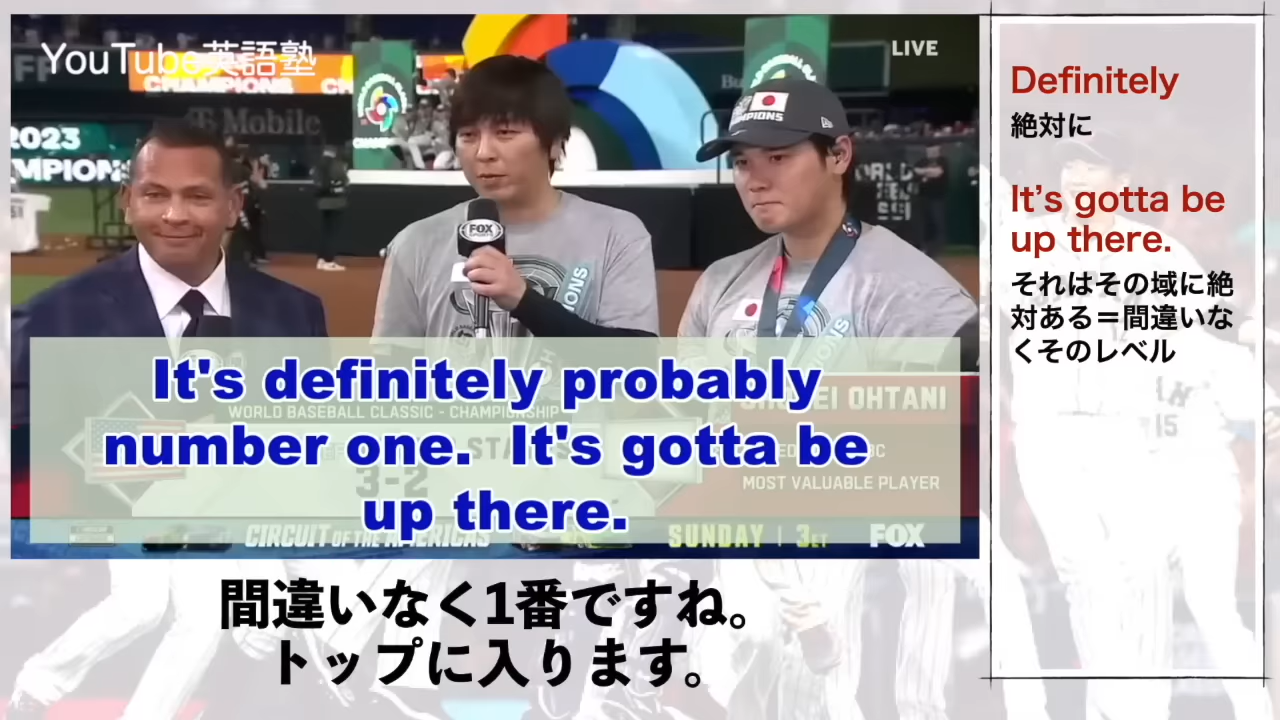 YouTube英語塾
LIVE
CHAMPIONS
T Mobile
2023
FOX
It's definitely probably
number one. It's gotta be
up there.
WORLD BASEBALL CLASSIC - CHAMPIONSHIP
EI OHTANI
3-2
MOST VALUABLE PLAYER
CIRCUIT OF THE AMERICAS
SUNDAY | 3ET
FOX
間違いなく1番ですね。
トップに入ります。
Definitely
絶対に
It’s gotta be
up there.
それはその域に絶
対ある＝間違いな
くそのレベル